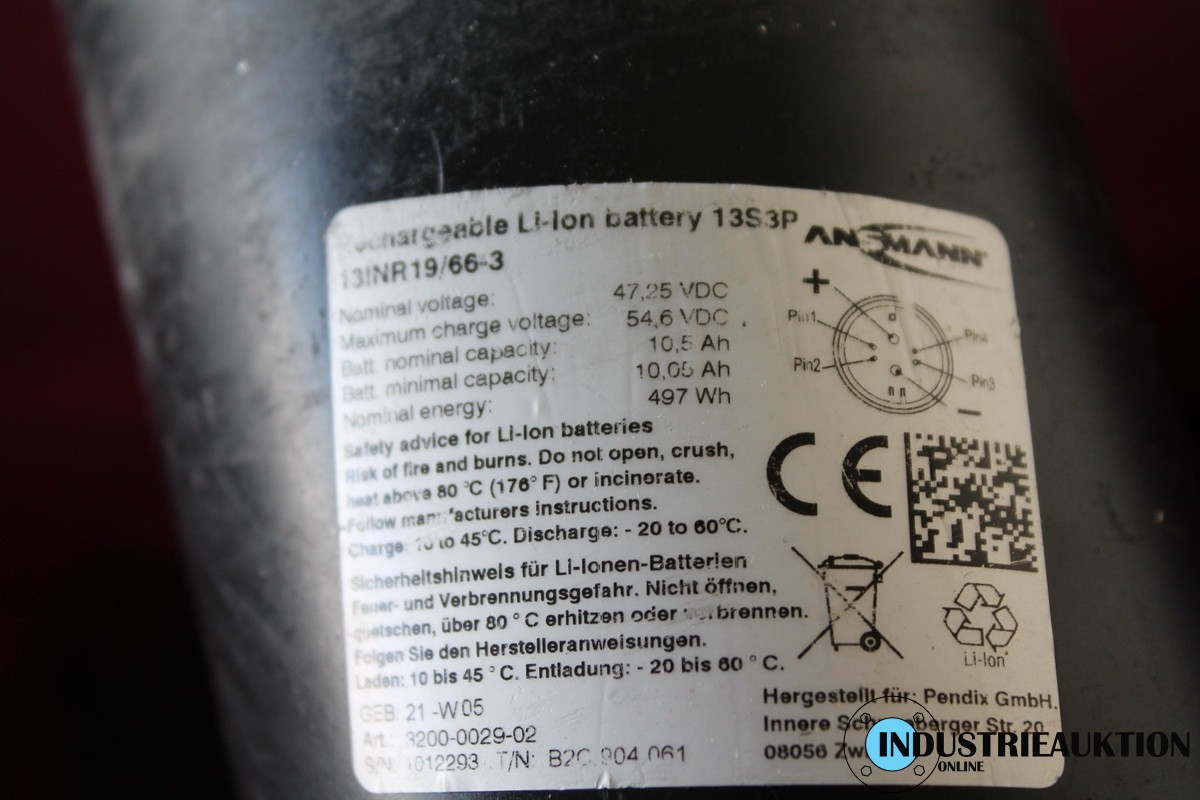 Rechargeable Li-Ion battery 13S3P
ANSMANN
13INR19/66-3
Nominal voltage: 47,25 VDC
Maximum charge voltage: 54,6 VDC
Batt. nominal capacity: 10,5 Ah
Batt. minimal capacity: 10,05 Ah
Nominal energy: 497 Wh
+
Pin1
Pin2
Pin4
Pin3
−
Safety advice for Li-Ion batteries
Risk of fire and burns. Do not open, crush,
heat above 80 °C (176° F) or incinerate.
Follow manufacturers instructions.
Charge: 10 to 45°C. Discharge: - 20 to 60°C.
CE
Sicherheitshinweis für Li-Ionen-Batterien
Feuer- und Verbrennungsgefahr. Nicht öffnen,
quetschen, über 80 ° C erhitzen oder verbrennen.
Folgen Sie den Herstelleranweisungen.
Laden: 10 bis 45 ° C. Entladung: - 20 bis 60 ° C.
Li-Ion
GEB: 21 -W05
Art.: 3200-0029-02
S/N: 1012293 T/N: B2C 904 061
Hergestellt für: Pendix GmbH.
Innere Str. 20
08056
INDUSTRIEAUKTION
ONLINE